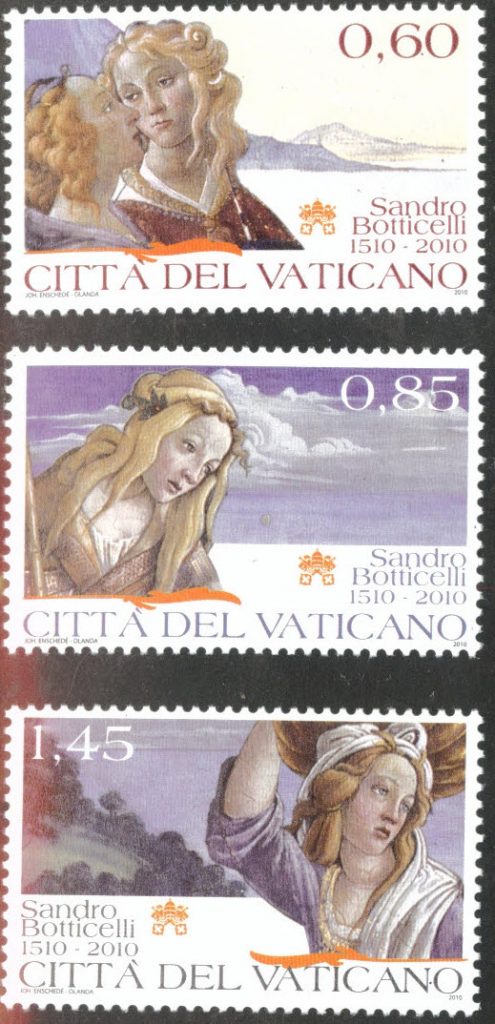 0,60
Sandro
Botticelli
1510 - 2010
CITTÀ DEL VATICANO
JOH. ENSCHEDÉ - OLANDA
2010
0,85
Sandro
Botticelli
1510 - 2010
CITTÀ DEL VATICANO
JOH. ENSCHEDÉ - OLANDA
2010
1,45
Sandro
Botticelli
1510 - 2010
CITTÀ DEL VATICANO
JOH. ENSCHEDÉ - OLANDA
2010